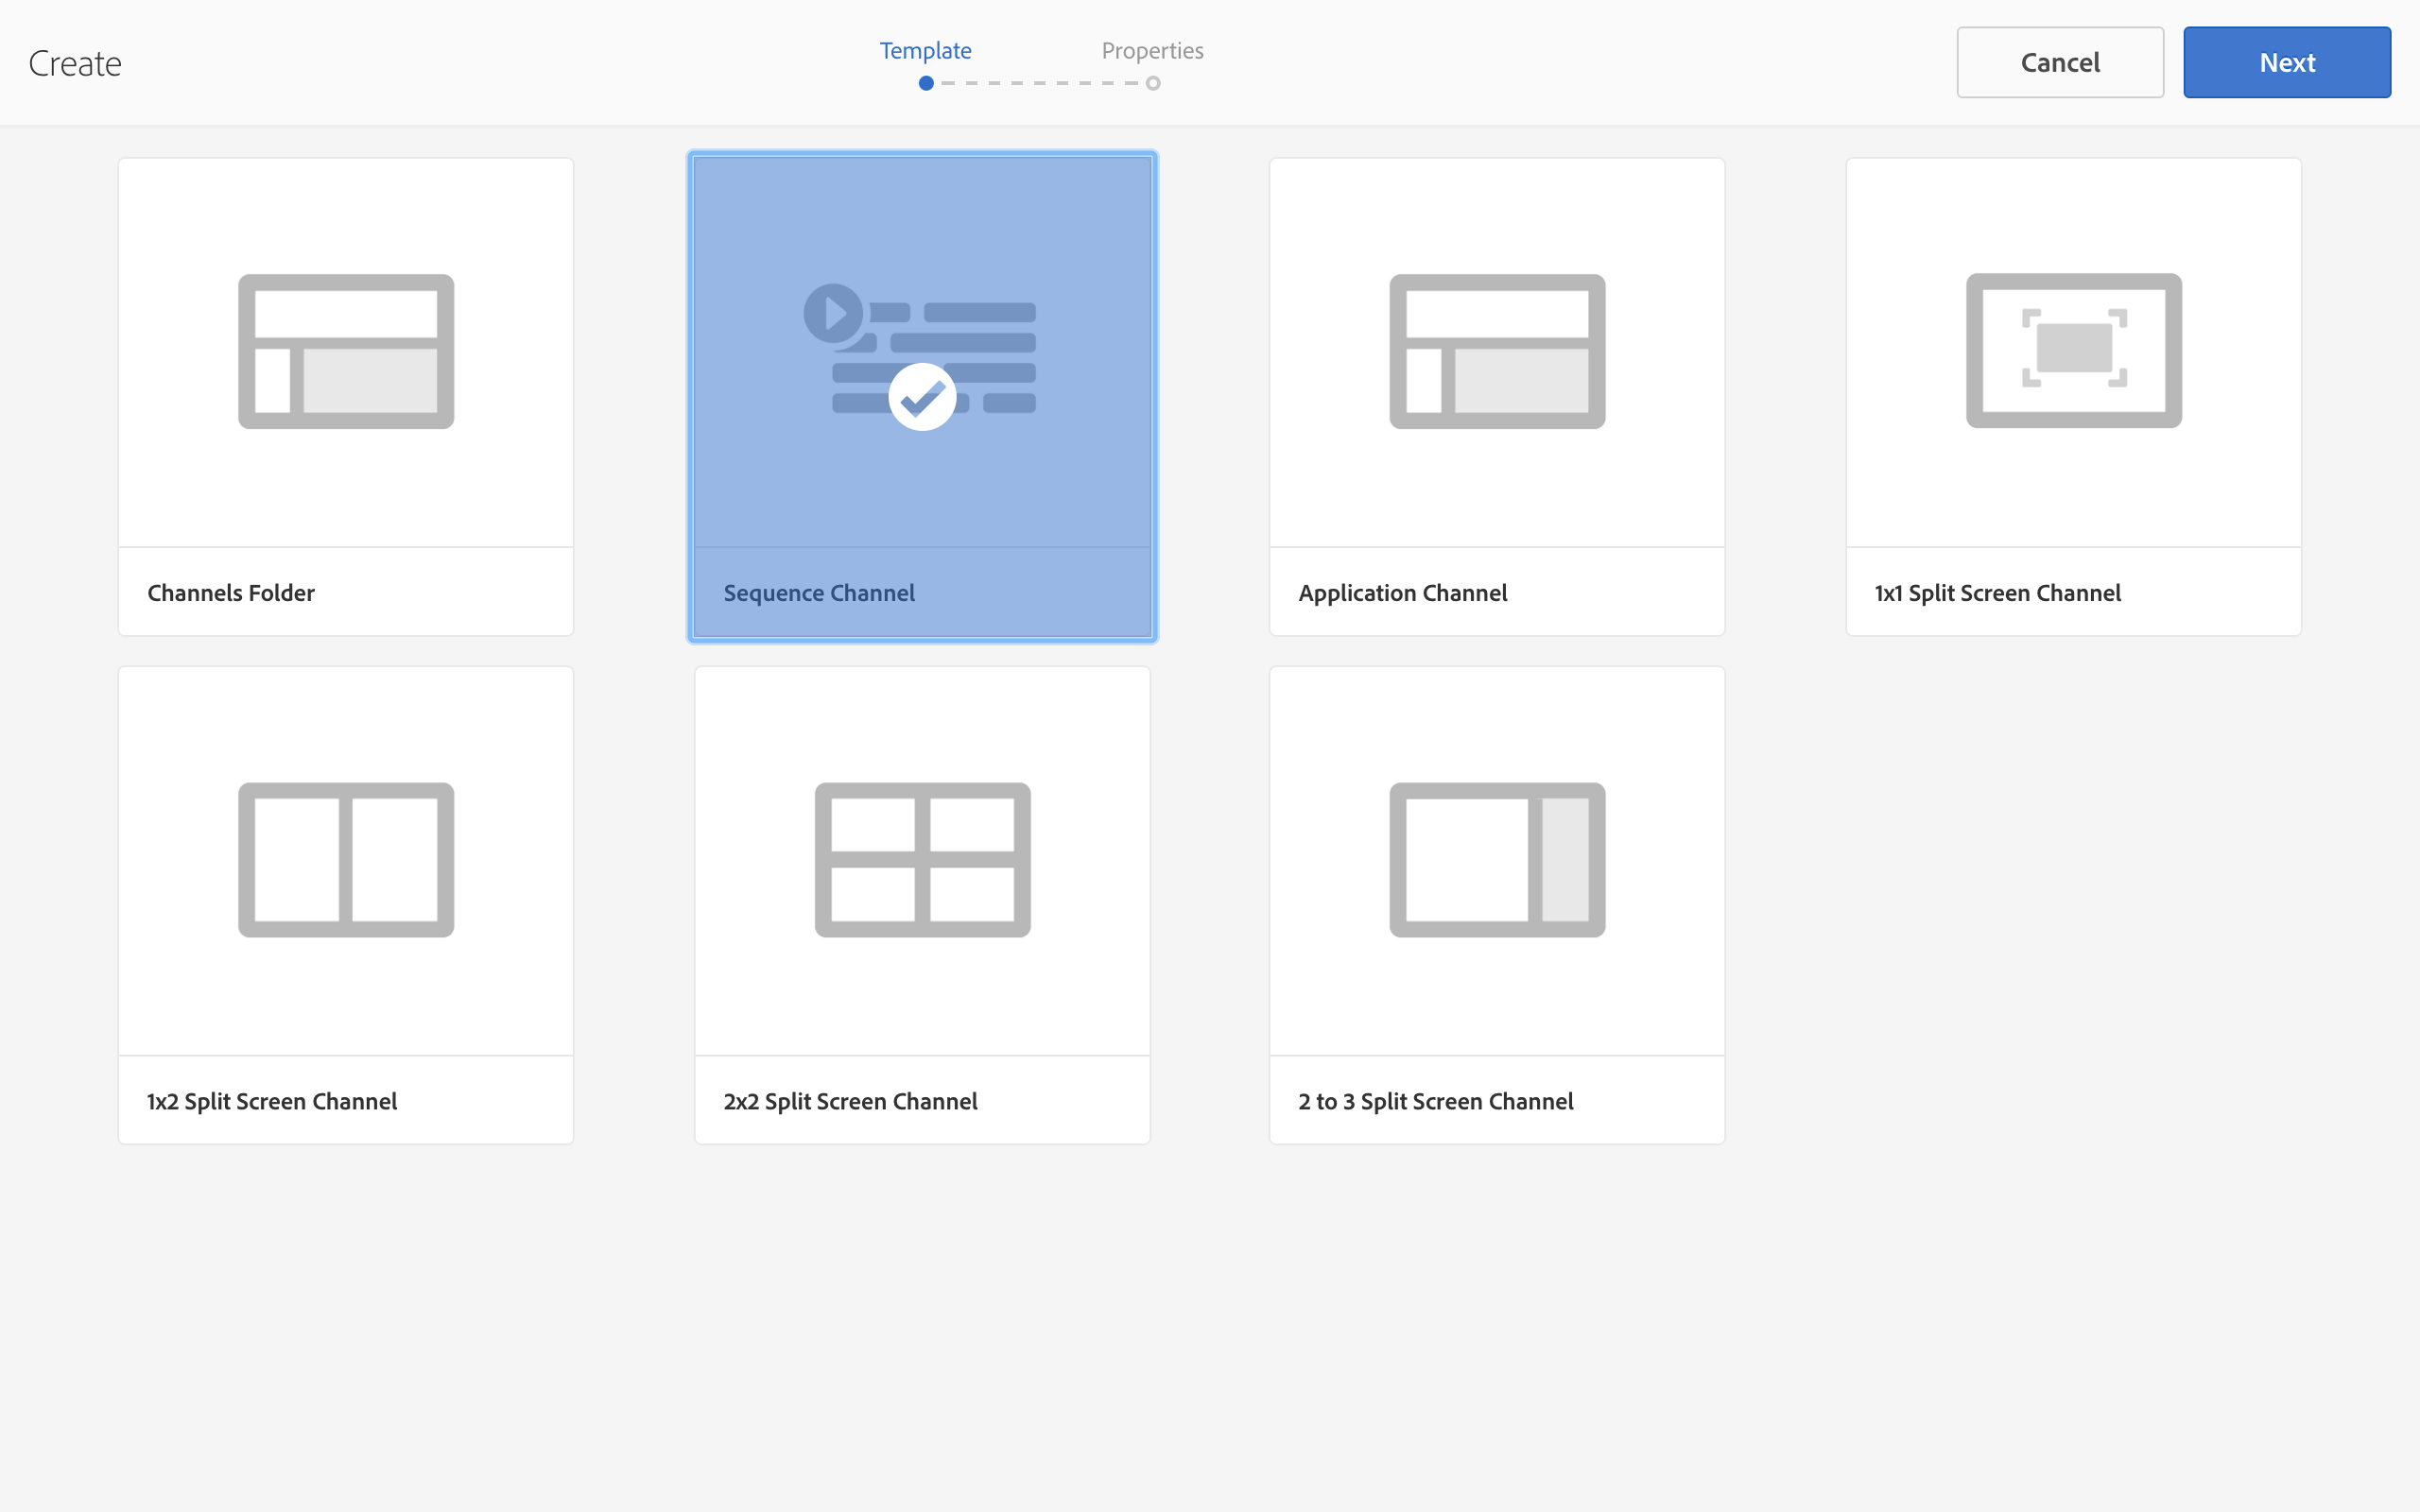 Create
Template
Properties
Cancel
Next
Channels Folder
Sequence Channel
Application Channel
1x1 Split Screen Channel
1x2 Split Screen Channel
2x2 Split Screen Channel
2 to 3 Split Screen Channel